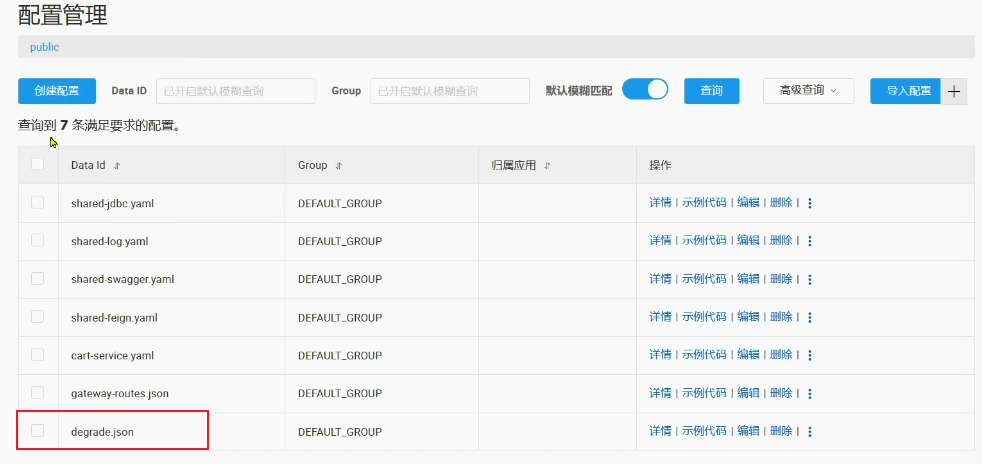 配置管理
public
创建配置 Data ID 已开启默认模糊查询 Group 已开启默认模糊查询 默认模糊匹配 查询 高级查询 导入配置 +
查询到 7 条满足要求的配置。
Data Id Group 归属应用 操作
shared-jdbc.yaml DEFAULT_GROUP 详情 | 示例代码 | 编辑 | 删除 |
shared-log.yaml DEFAULT_GROUP 详情 | 示例代码 | 编辑 | 删除 |
shared-swagger.yaml DEFAULT_GROUP 详情 | 示例代码 | 编辑 | 删除 |
shared-feign.yaml DEFAULT_GROUP 详情 | 示例代码 | 编辑 | 删除 |
cart-service.yaml DEFAULT_GROUP 详情 | 示例代码 | 编辑 | 删除 |
gateway-routes.json DEFAULT_GROUP 详情 | 示例代码 | 编辑 | 删除 |
degrade.json DEFAULT_GROUP 详情 | 示例代码 | 编辑 | 删除 |